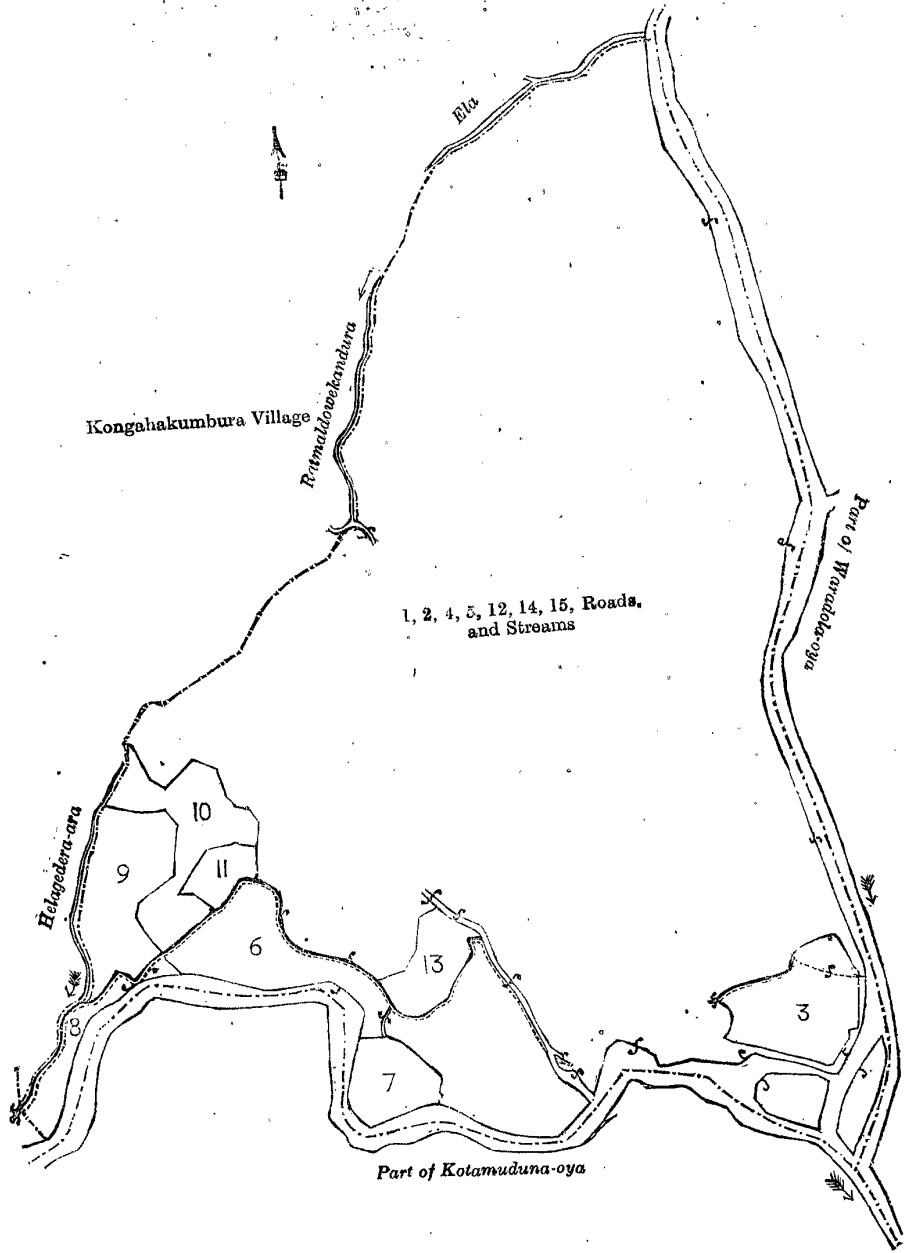 Ela
Ratmaldowekandura
Kongahakumbura Village
Part of Waradola-oya
1, 2, 4, 5, 12, 14, 15, Roads,
and Streams
Helagedera-ara
10
9
11
6
13
3
8
7
Part of Kotamuduna-oya